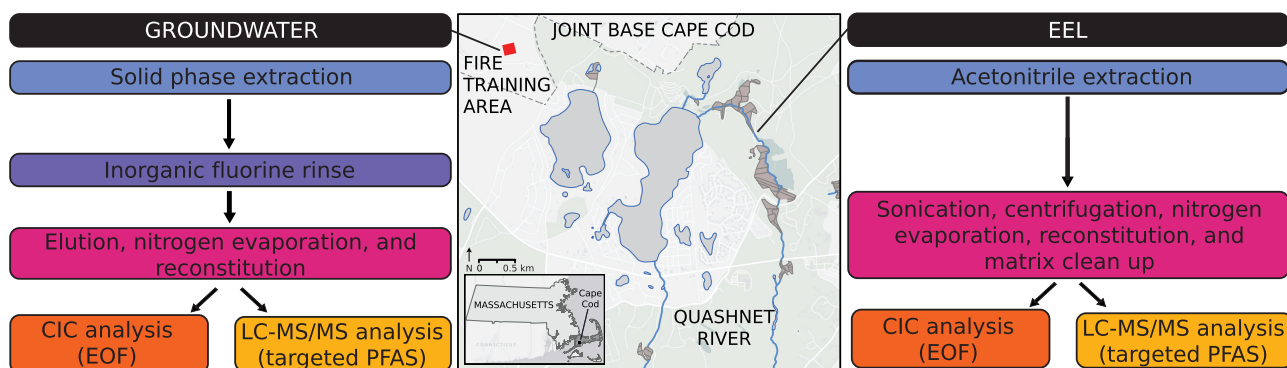 GROUNDWATER
Solid phase extraction
Inorganic fluorine rinse
Elution, nitrogen evaporation, and
reconstitution
CIC analysis
(EOF)
LC-MS/MS analysis
(targeted PFAS)
JOINT BASE CAPE COD
FIRE
TRAINING
AREA
N 0 0.5 km
MASSACHUSETTS
Cape
Cod
CONNECTICUT
QUASHNET
RIVER
EEL
Acetonitrile extraction
Sonication, centrifugation, nitrogen
evaporation, reconstitution, and
matrix clean up
CIC analysis
(EOF)
LC-MS/MS analysis
(targeted PFAS)